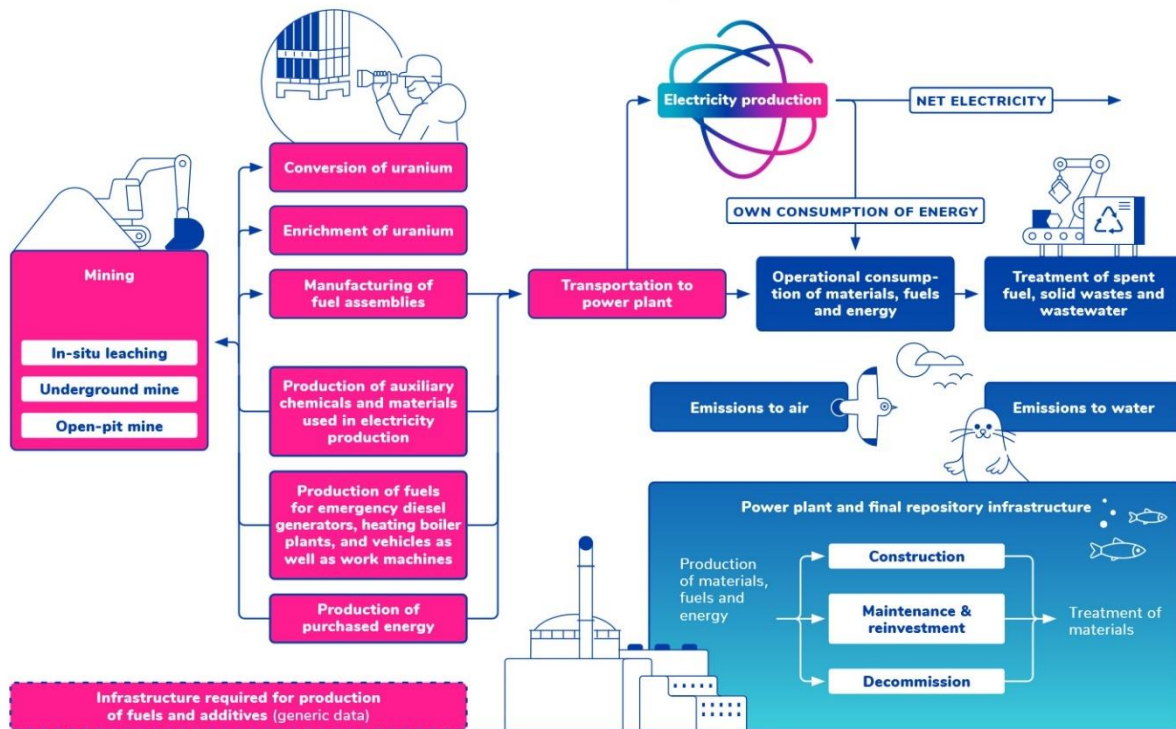 Electricity production
NET ELECTRICITY
OWN CONSUMPTION OF ENERGY
Mining
In-situ leaching
Underground mine
Open-pit mine
Conversion of uranium
Enrichment of uranium
Manufacturing of
fuel assemblies
Production of auxiliary
chemicals and materials
used in electricity
production
Production of fuels
for emergency diesel
generators, heating boiler
plants, and vehicles as
well as work machines
Production of
purchased energy
Infrastructure required for production
of fuels and additives (generic data)
Transportation to
power plant
Operational consump-
tion of materials, fuels
and energy
Treatment of spent
fuel, solid wastes and
wastewater
Emissions to air
Emissions to water
Power plant and final repository infrastructure
Production
of materials,
fuels and
energy
Construction
Maintenance &
reinvestment
Decommission
Treatment of
materials